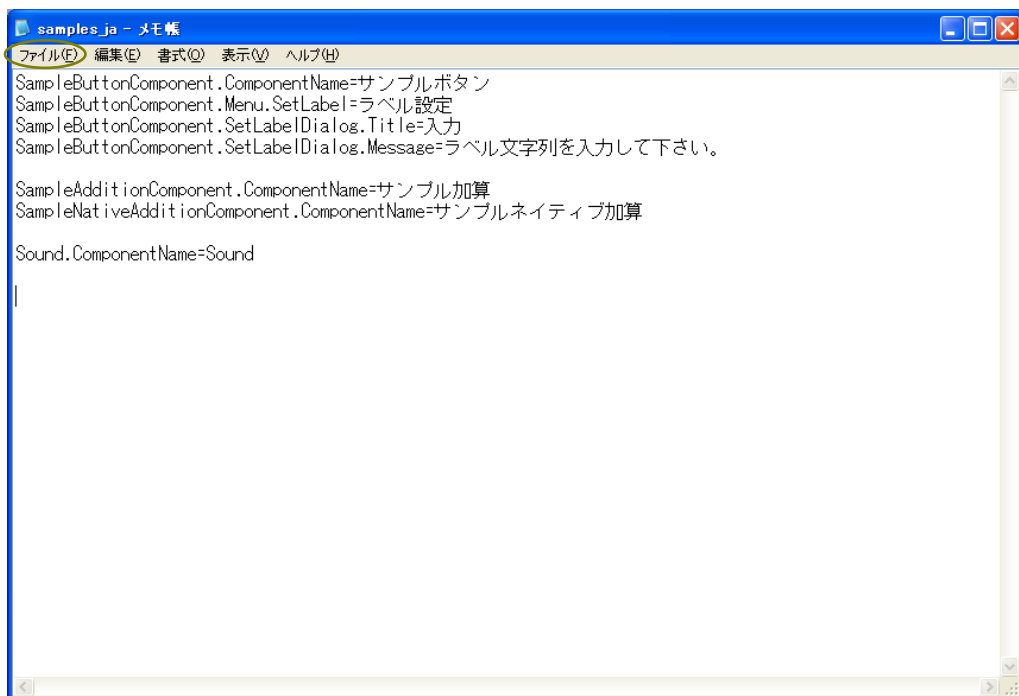 samples_ja - メモ帳
ファイル(F) 編集(E) 書式(O) 表示(V) ヘルプ(H)
SampleButtonComponent.ComponentName=サンプルボタン
SampleButtonComponent.Menu.SetLabel=ラベル設定
SampleButtonComponent.SetLabelDialog.Title=入力
SampleButtonComponent.SetLabelDialog.Message=ラベル文字列を入力して下さい。
SampleAdditionComponent.ComponentName=サンプル加算
SampleNativeAdditionComponent.ComponentName=サンプルネイティブ加算
Sound.ComponentName=Sound